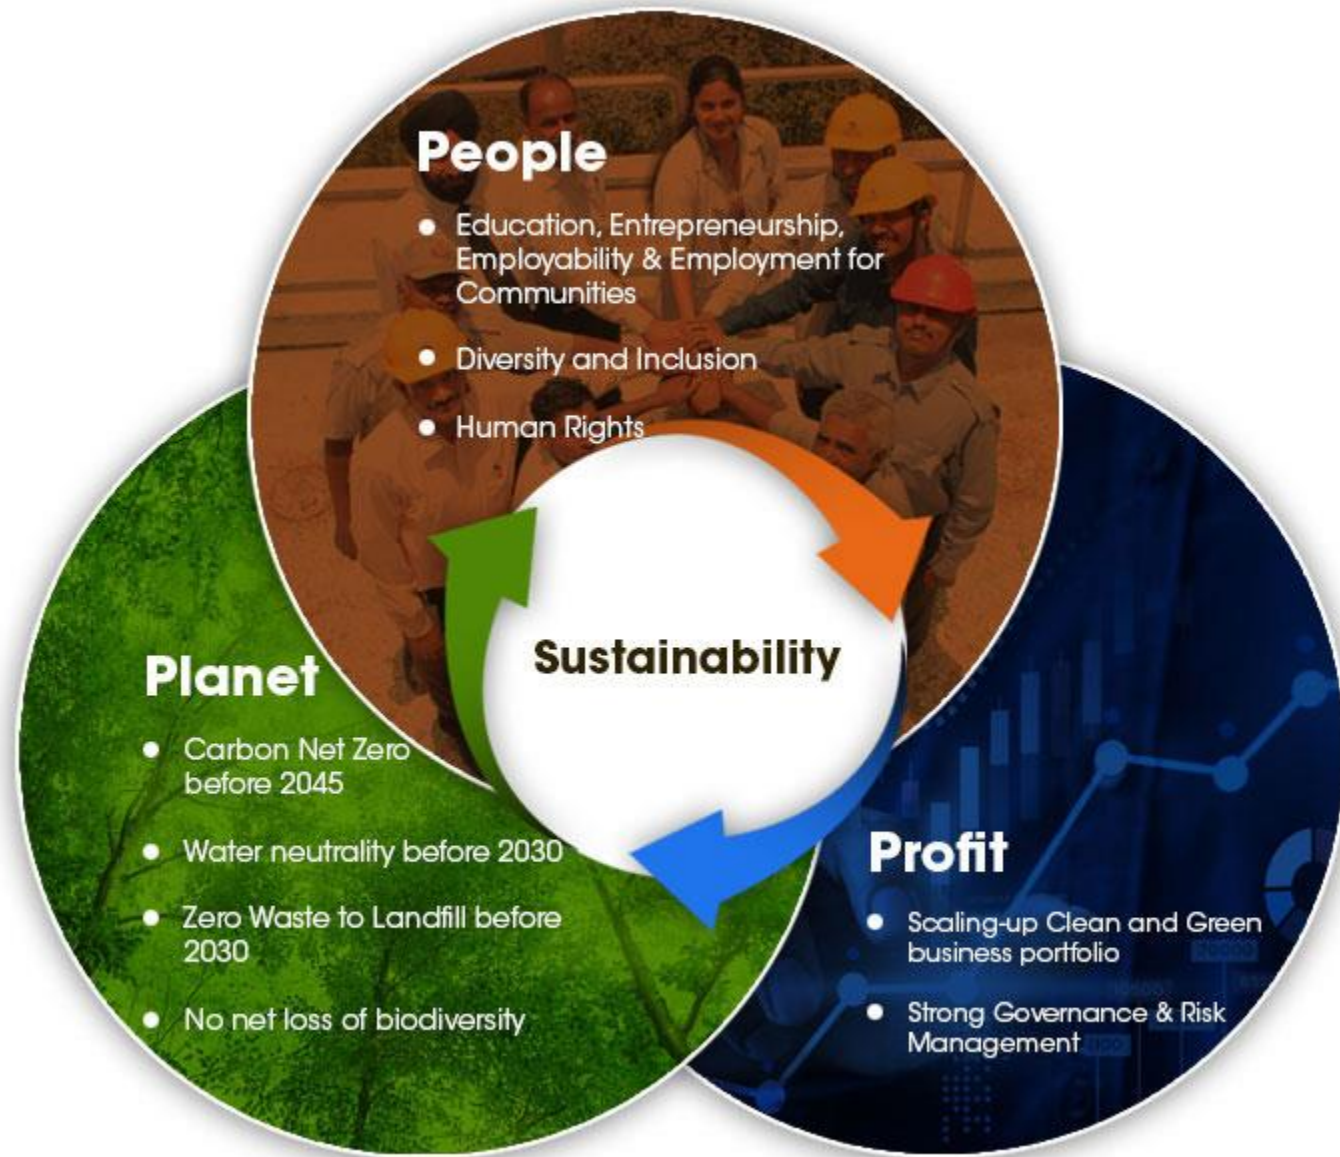 People
• Education, Entrepreneurship,
Employability & Employment for
Communities
• Diversity and Inclusion
• Human Rights
Sustainability
Planet
• Carbon Net Zero
before 2045
• Water neutrality before 2030
• Zero Waste to Landfill before
2030
• No net loss of biodiversity
Profit
• Scaling-up Clean and Green
business portfolio
• Strong Governance & Risk
Management